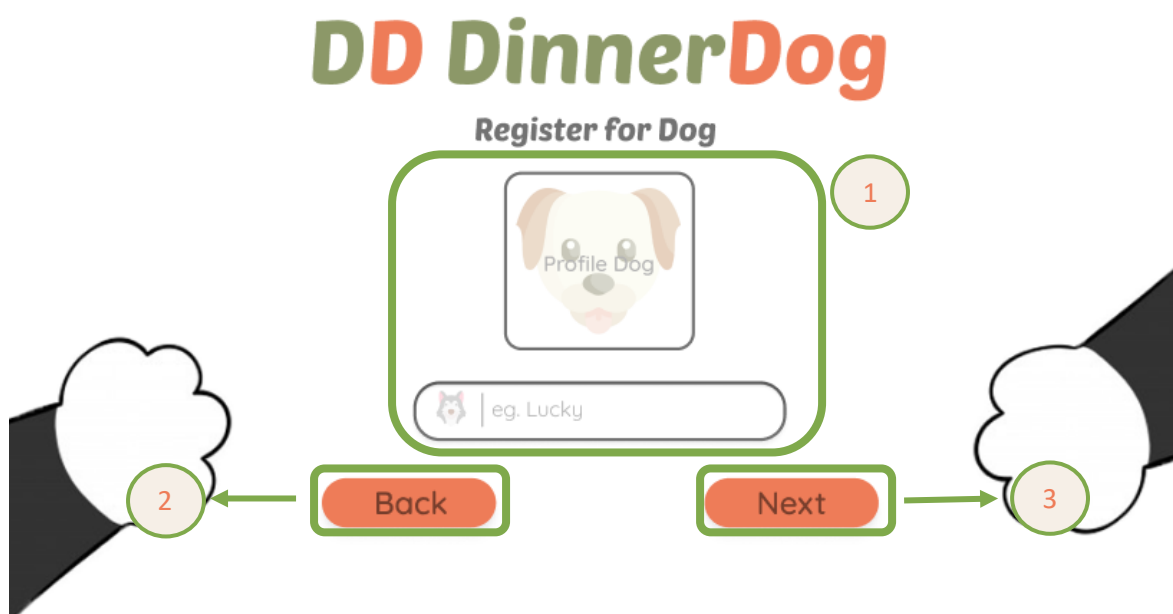 DD DinnerDog
Register for Dog
1
Profile Dog
eg. Lucky
2
Back
Next
3